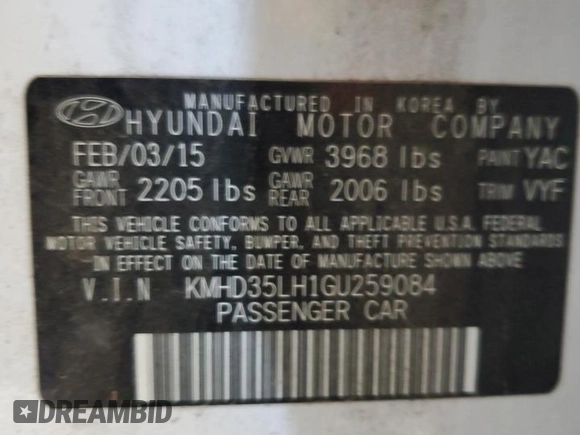 MANUFACTURED IN KOREA BY
HYUNDAI MOTOR COMPANY
FEB/03/15 GVWR 3968 lbs PAINT YAC
GAWR FRONT 2205 lbs GAWR REAR 2006 lbs TRIM VYF
THIS VEHICLE CONFORMS TO ALL APPLICABLE U.S.A. FEDERAL
MOTOR VEHICLE SAFETY, BUMPER, AND THEFT PREVENTION STANDARDS
IN EFFECT ON THE DATE OF MANUFACTURE SHOWN ABOVE
V.I.N KMHD35LH1GU259084
PASSENGER CAR
DREAMBID